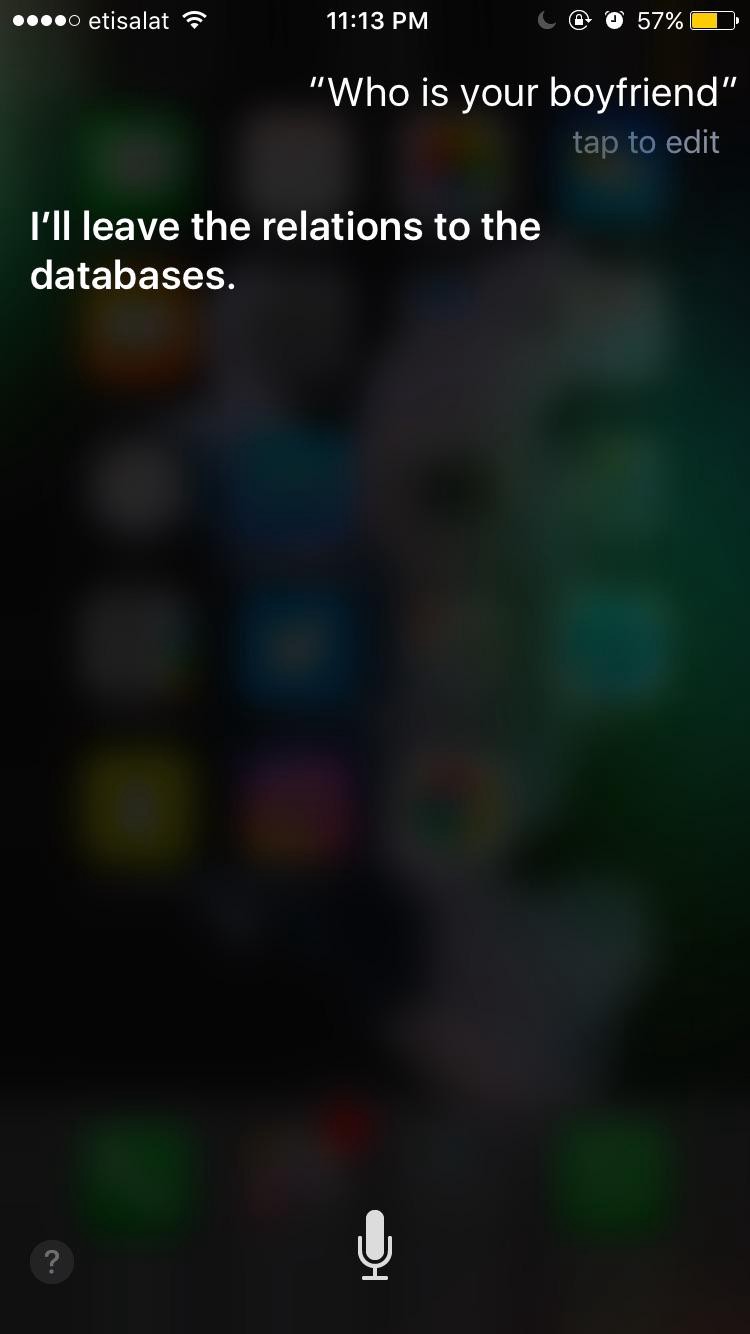 etisalat 11:13 PM 57%
“Who is your boyfriend”
tap to edit
I’ll leave the relations to the
databases.
?